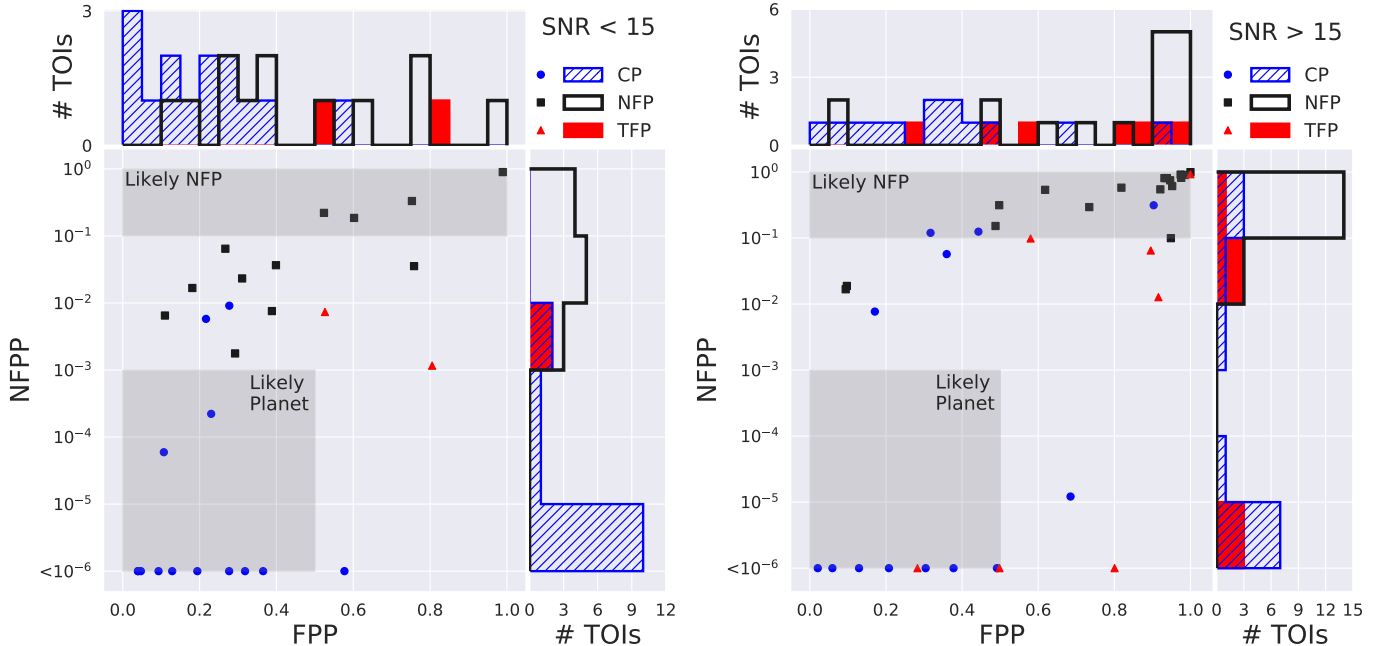 # TOIs
3
0
SNR < 15
CP
NFP
TFP
NFPP
10⁰
10⁻¹
10⁻²
10⁻³
10⁻⁴
10⁻⁵
<10⁻⁶
Likely NFP
Likely
Planet
0.0 0.2 0.4 0.6 0.8 1.0
FPP
0 3 6 9 12
# TOIs
# TOIs
6
3
0
SNR > 15
CP
NFP
TFP
NFPP
10⁰
10⁻¹
10⁻²
10⁻³
10⁻⁴
10⁻⁵
<10⁻⁶
Likely NFP
Likely
Planet
0.0 0.2 0.4 0.6 0.8 1.0
FPP
0 3 6 9 12 15
# TOIs